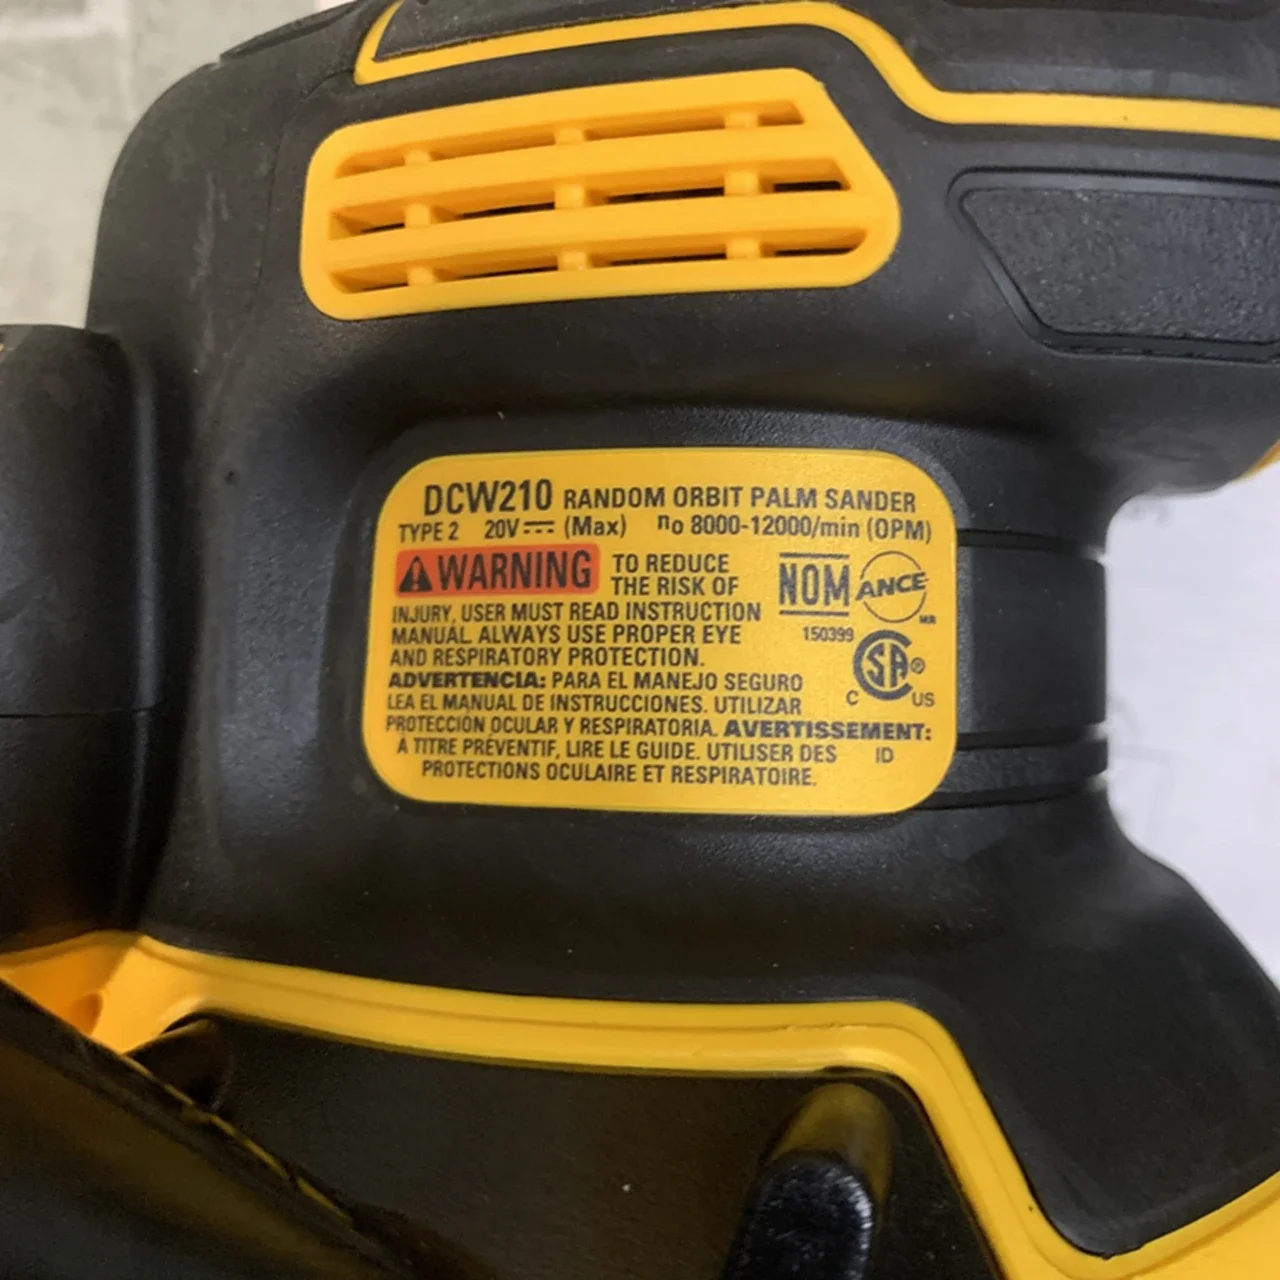 DCW210 RANDOM ORBIT PALM SANDER
TYPE 2 20V⎓ (Max) no 8000-12000/min (OPM)
WARNING TO REDUCE
THE RISK OF
INJURY, USER MUST READ INSTRUCTION
MANUAL. ALWAYS USE PROPER EYE
AND RESPIRATORY PROTECTION.
ADVERTENCIA: PARA EL MANEJO SEGURO
LEA EL MANUAL DE INSTRUCCIONES. UTILIZAR
PROTECCIÓN OCULAR Y RESPIRATORIA. AVERTISSEMENT:
À TITRE PRÉVENTIF, LIRE LE GUIDE. UTILISER DES
PROTECTIONS OCULAIRE ET RESPIRATOIRE.
NOM ANCE MR
150399
C SA® US
ID